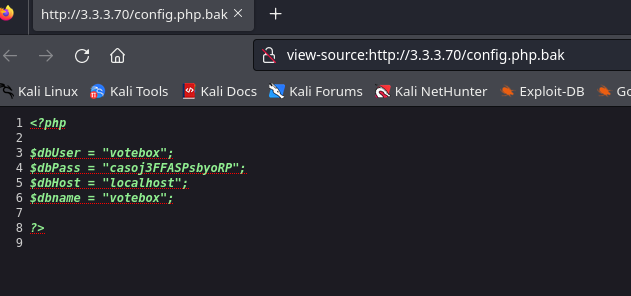 http://3.3.3.70/config.php.bak
view-source:http://3.3.3.70/config.php.bak
Kali Linux Kali Tools Kali Docs Kali Forums Kali NetHunter Exploit-DB Go
1 <?php
2
3 $dbUser = "votebox";
4 $dbPass = "casoj3FFASPsbyoRP";
5 $dbHost = "localhost";
6 $dbname = "votebox";
7
8 ?>
9